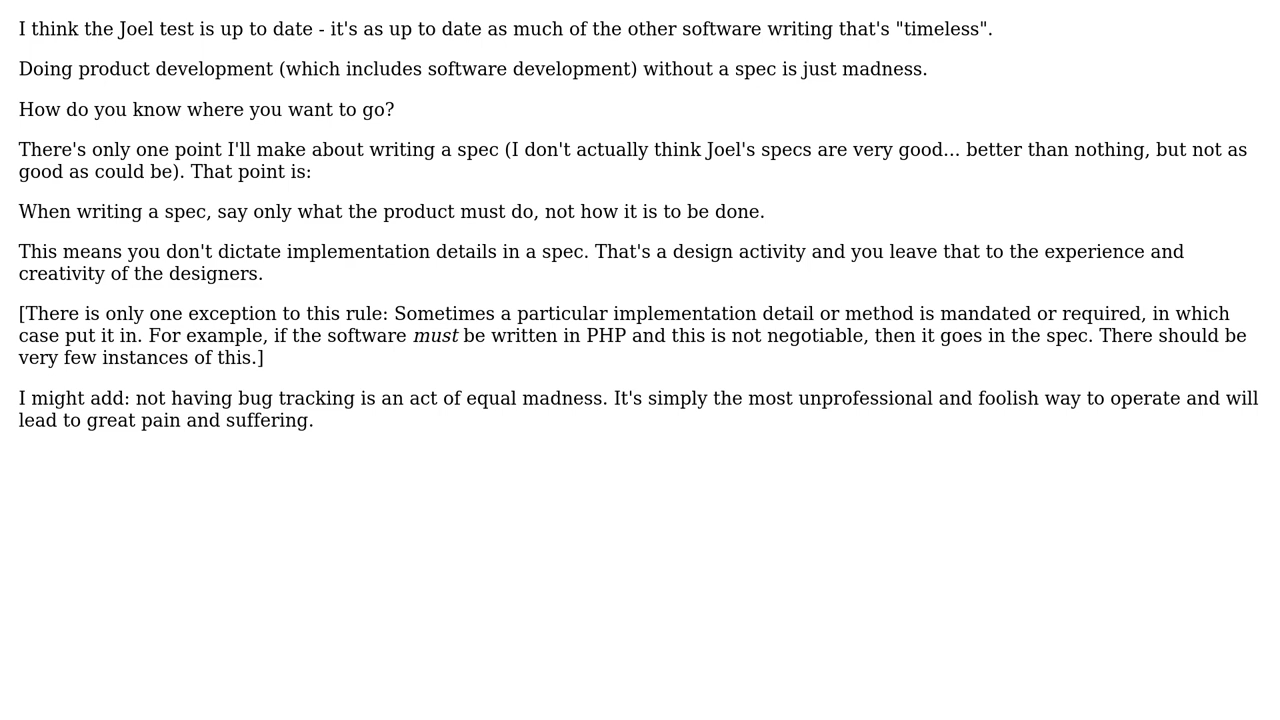 I think the Joel test is up to date - it's as up to date as much of the other software writing that's "timeless".
Doing product development (which includes software development) without a spec is just madness.
How do you know where you want to go?
There's only one point I'll make about writing a spec (I don't actually think Joel's specs are very good... better than nothing, but not as
good as could be). That point is:
When writing a spec, say only what the product must do, not how it is to be done.
This means you don't dictate implementation details in a spec. That's a design activity and you leave that to the experience and
creativity of the designers.
[There is only one exception to this rule: Sometimes a particular implementation detail or method is mandated or required, in which
case put it in. For example, if the software must be written in PHP and this is not negotiable, then it goes in the spec. There should be
very few instances of this.]
I might add: not having bug tracking is an act of equal madness. It's simply the most unprofessional and foolish way to operate and will
lead to great pain and suffering.